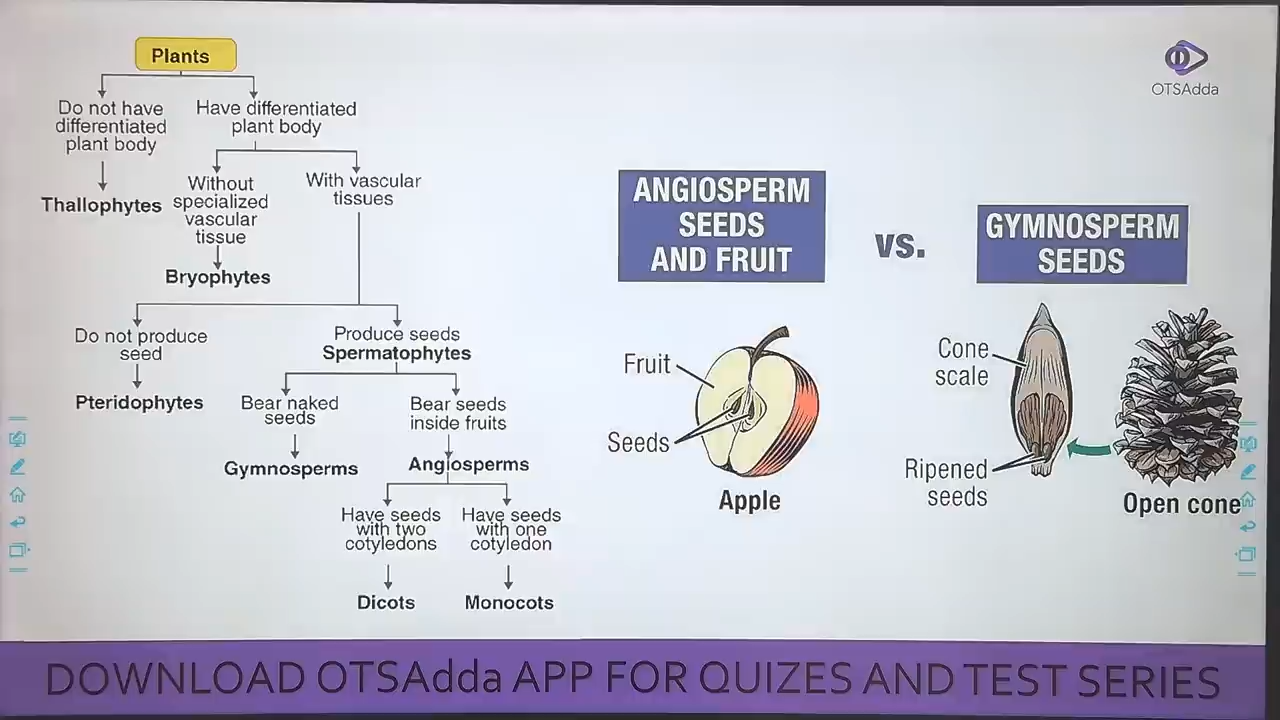 Plants
Do not have
differentiated
plant body
Have differentiated
plant body
Thallophytes
Without
specialized
vascular
tissue
With vascular
tissues
Bryophytes
Do not produce
seed
Produce seeds
Spermatophytes
Pteridophytes
Bear naked
seeds
Bear seeds
inside fruits
Gymnosperms
Angiosperms
Have seeds
with two
cotyledons
Have seeds
with one
cotyledon
Dicots
Monocots
OTSAdda
ANGIOSPERM
SEEDS
AND FRUIT
vs.
GYMNOSPERM
SEEDS
Fruit
Seeds
Apple
Cone
scale
Ripened
seeds
Open cone
DOWNLOAD OTSAdda APP FOR QUIZES AND TEST SERIES